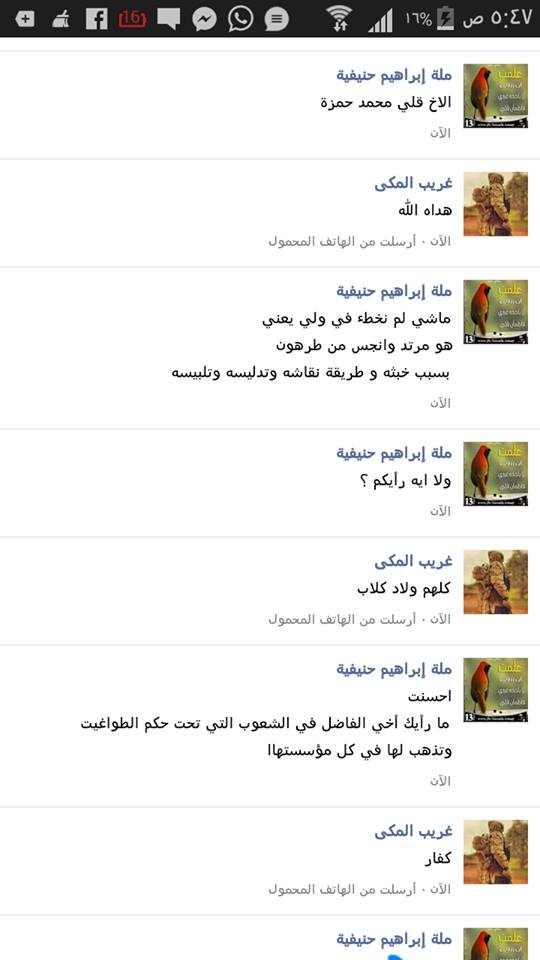 ٥:٤٧ ص
١٦%
16
ملة إبراهيم حنيفية
الاخ قلي محمد حمزة
الآن
غريب المكى
هداه الله
الآن · أرسلت من الهاتف المحمول
ملة إبراهيم حنيفية
ماشي لم نخطء في ولي يعني
هو مرتد وانجس من طرهون
بسبب خبثه و طريقة نقاشه وتدليسه وتلبيسه
الآن
ملة إبراهيم حنيفية
ولا ايه رأيكم ؟
الآن
غريب المكى
كلهم ولاد كلاب
الآن · أرسلت من الهاتف المحمول
ملة إبراهيم حنيفية
احسنت
ما رأيك أخي الفاضل في الشعوب التي تحت حكم الطواغيت
وتذهب لها في كل مؤسستهاا
الآن
غريب المكى
كفار
الآن · أرسلت من الهاتف المحمول
ملة إبراهيم حنيفية